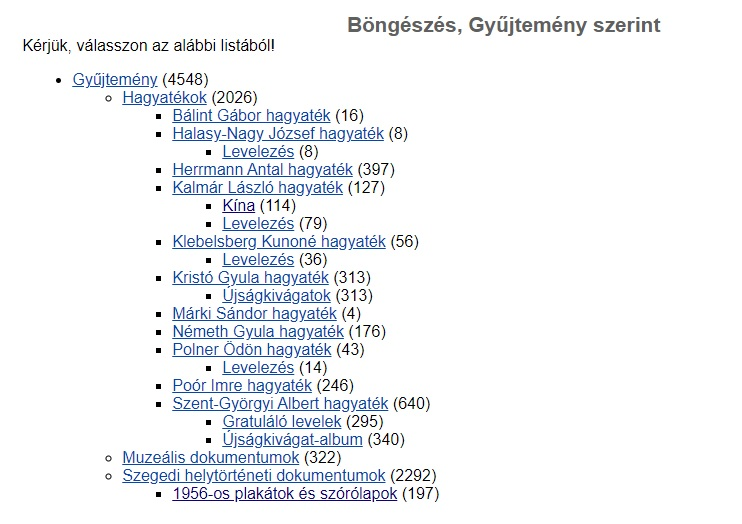 Böngészés, Gyűjtemény szerint
Kérjük, válasszon az alábbi listából!
Gyűjtemény (4548)
Hagyatékok (2026)
Bálint Gábor hagyaték (16)
Halasy-Nagy József hagyaték (8)
Levelezés (8)
Herrmann Antal hagyaték (397)
Kalmár László hagyaték (127)
Kína (114)
Levelezés (79)
Klebelsberg Kunoné hagyaték (56)
Levelezés (36)
Kristó Gyula hagyaték (313)
Újságkivágatok (313)
Márki Sándor hagyaték (4)
Németh Gyula hagyaték (176)
Polner Ödön hagyaték (43)
Levelezés (14)
Poór Imre hagyaték (246)
Szent-Györgyi Albert hagyaték (640)
Gratuláló levelek (295)
Újságkivágat-album (340)
Muzeális dokumentumok (322)
Szegedi helytörténeti dokumentumok (2292)
1956-os plakátok és szórólapok (197)